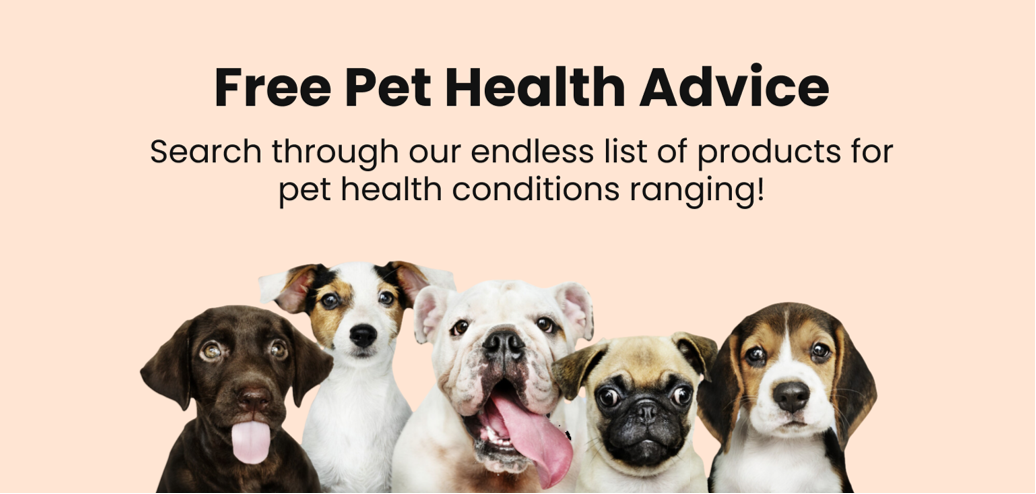 Free Pet Health Advice
Search through our endless list of products for
pet health conditions ranging!